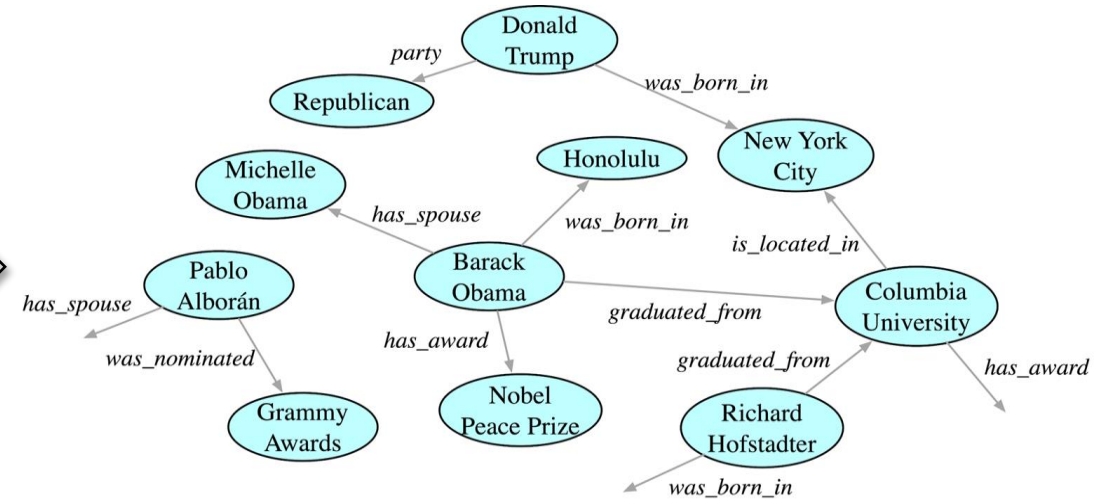 Donald
Trump
party
was_born_in
Republican
New York
City
Honolulu
Michelle
Obama
has_spouse
was_born_in
is_located_in
Barack
Obama
Pablo
Alborán
has_spouse
Columbia
University
graduated_from
has_award
was_nominated
graduated_from
has_award
Nobel
Peace Prize
Grammy
Awards
Richard
Hofstadter
was_born_in